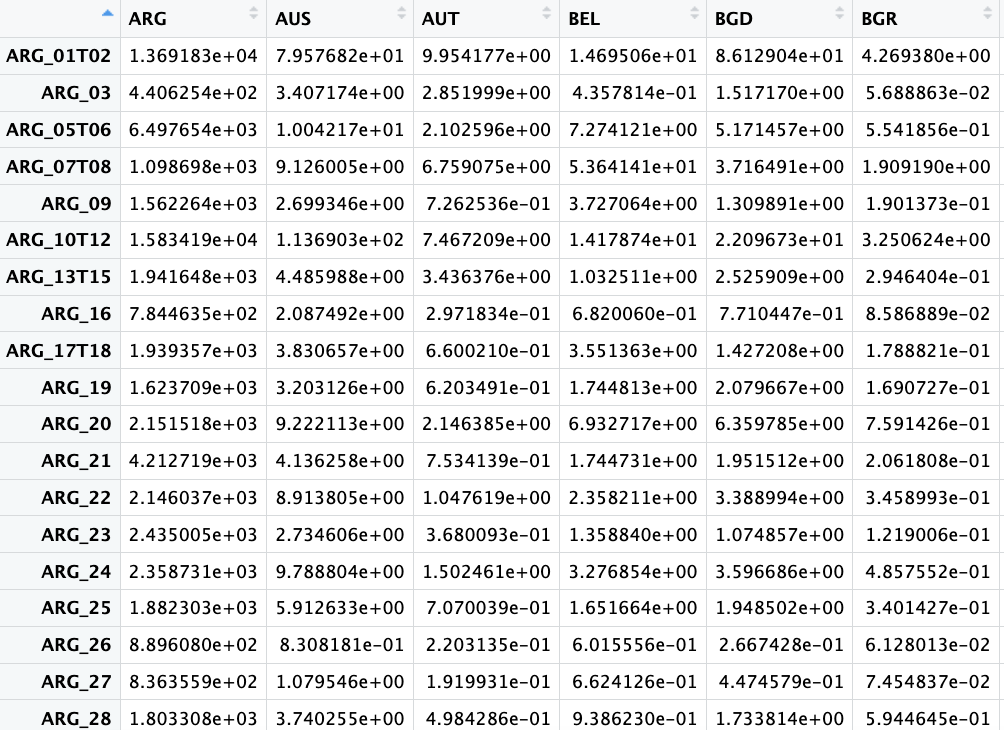 ARG AUS AUT BEL BGD BGR
ARG_01T02 1.369183e+04 7.957682e+01 9.954177e+00 1.469506e+01 8.612904e+01 4.269380e+00
ARG_03 4.406254e+02 3.407174e+00 2.851999e+00 4.357814e-01 1.517170e+00 5.688863e-02
ARG_05T06 6.497654e+03 1.004217e+01 2.102596e+00 7.274121e+00 5.171457e+00 5.541856e-01
ARG_07T08 1.098698e+03 9.126005e+00 6.759075e+00 5.364141e+01 3.716491e+00 1.909190e+00
ARG_09 1.562264e+03 2.699346e+00 7.262536e-01 3.727064e+00 1.309891e+00 1.901373e-01
ARG_10T12 1.583419e+04 1.136903e+02 7.467209e+00 1.417874e+01 2.209673e+01 3.250624e+00
ARG_13T15 1.941648e+03 4.485988e+00 3.436376e+00 1.032511e+00 2.525909e+00 2.946404e-01
ARG_16 7.844635e+02 2.087492e+00 2.971834e-01 6.820060e-01 7.710447e-01 8.586889e-02
ARG_17T18 1.939357e+03 3.830657e+00 6.600210e-01 3.551363e+00 1.427208e+00 1.788821e-01
ARG_19 1.623709e+03 3.203126e+00 6.203491e-01 1.744813e+00 2.079667e+00 1.690727e-01
ARG_20 2.151518e+03 9.222113e+00 2.146385e+00 6.932717e+00 6.359785e+00 7.591426e-01
ARG_21 4.212719e+03 4.136258e+00 7.534139e-01 1.744731e+00 1.951512e+00 2.061808e-01
ARG_22 2.146037e+03 8.913805e+00 1.047619e+00 2.358211e+00 3.388994e+00 3.458993e-01
ARG_23 2.435005e+03 2.734606e+00 3.680093e-01 1.358840e+00 1.074857e+00 1.219006e-01
ARG_24 2.358731e+03 9.788804e+00 1.502461e+00 3.276854e+00 3.596686e+00 4.857552e-01
ARG_25 1.882303e+03 5.912633e+00 7.070039e-01 1.651664e+00 1.948502e+00 3.401427e-01
ARG_26 8.896080e+02 8.308181e-01 2.203135e-01 6.015556e-01 2.667428e-01 6.128013e-02
ARG_27 8.363559e+02 1.079546e+00 1.919931e-01 6.624126e-01 4.474579e-01 7.454837e-02
ARG_28 1.803308e+03 3.740255e+00 4.984286e-01 9.386230e-01 1.733814e+00 5.944645e-01